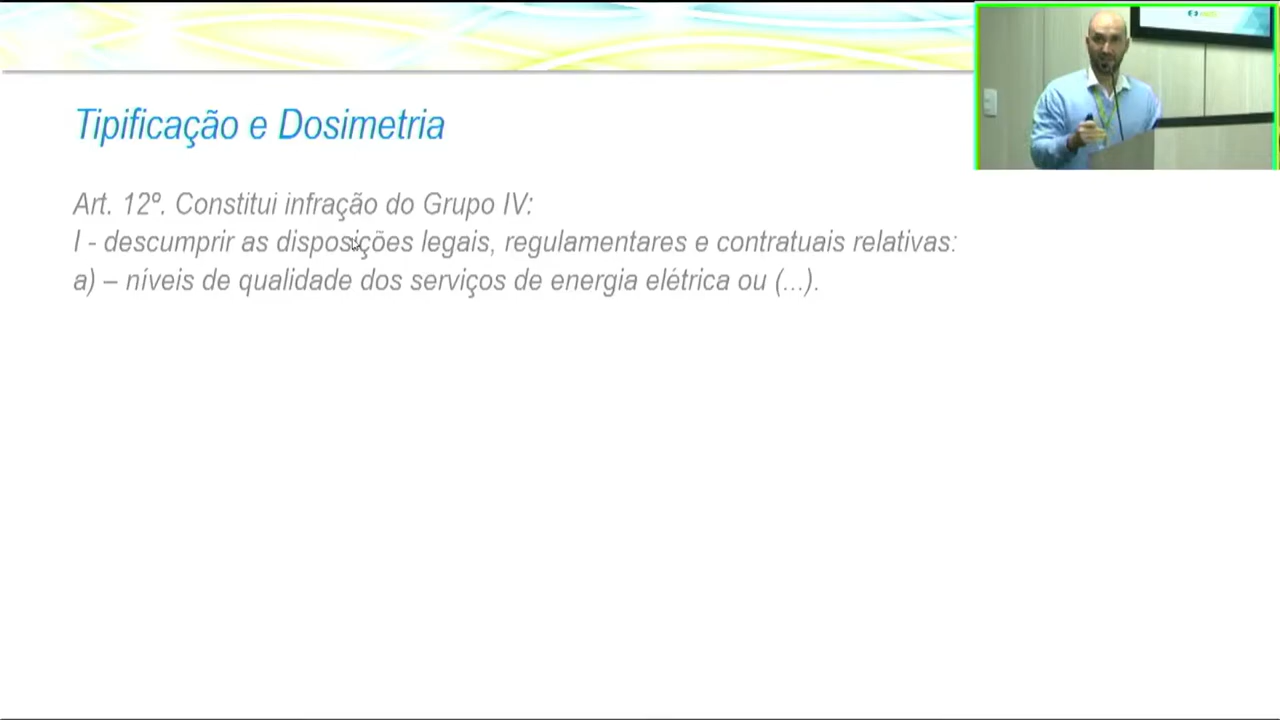 Tipificação e Dosimetria
Art. 12º. Constitui infração do Grupo IV:
I - descumprir as disposições legais, regulamentares e contratuais relativas:
a) – níveis de qualidade dos serviços de energia elétrica ou (...).